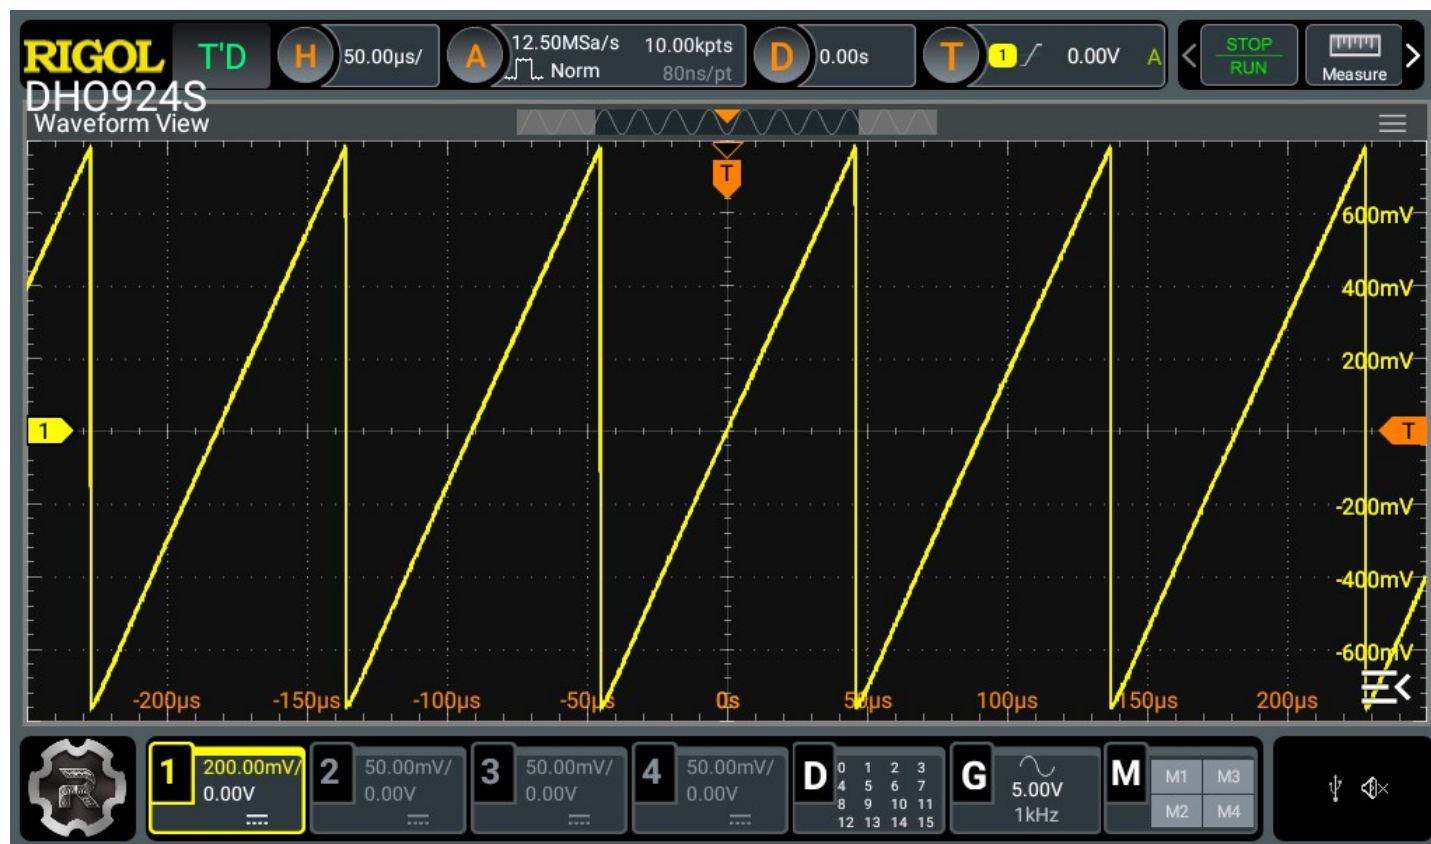 RIGOL T'D H 50.00µs/ A 12.50MSa/s 10.00kpts D 0.00s T 1 0.00V A STOP
Norm 80ns/pt RUN Measure
DHO924S
Waveform View
T
600mV
400mV
200mV
1 T
-200mV
-400mV
-600mV
-200µs -150µs -100µs -50µs 0s 50µs 100µs 150µs 200µs
R 1 200.00mV/ 2 50.00mV/ 3 50.00mV/ 4 50.00mV/ D 0 1 2 3 G M M1 M3
0.00V 0.00V 0.00V 0.00V 4 5 6 7 5.00V
8 9 10 11 1kHz M2 M4
12 13 14 15